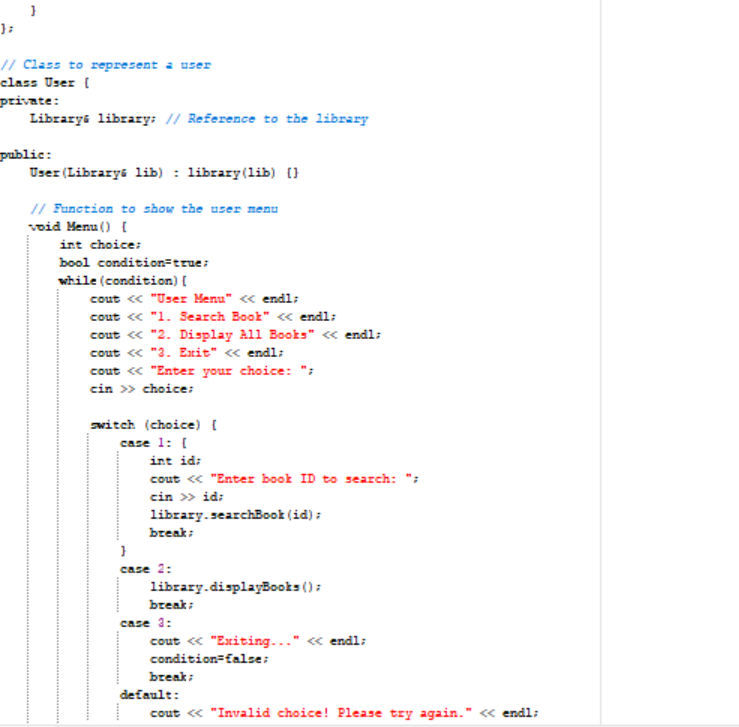 }
};

// Class to represent a user
class User {
private:
    Library& library; // Reference to the library

public:
    User(Library& lib) : library(lib) {}

    // Function to show the user menu
    void Menu() {
        int choice;
        bool condition=true;
        while(condition){
            cout << "User Menu" << endl;
            cout << "1. Search Book" << endl;
            cout << "2. Display All Books" << endl;
            cout << "3. Exit" << endl;
            cout << "Enter your choice: ";
            cin >> choice;

            switch (choice) {
                case 1: {
                    int id;
                    cout << "Enter book ID to search: ";
                    cin >> id;
                    library.searchBook(id);
                    break;
                }
                case 2:
                    library.displayBooks();
                    break;
                case 3:
                    cout << "Exiting..." << endl;
                    condition=false;
                    break;
                default:
                    cout << "Invalid choice! Please try again." << endl;